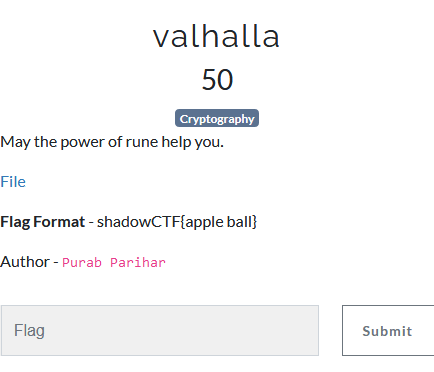 valhalla
50
Cryptography
May the power of rune help you.
File
Flag Format - shadowCTF{apple ball}
Author - Purab Parihar
Flag Submit